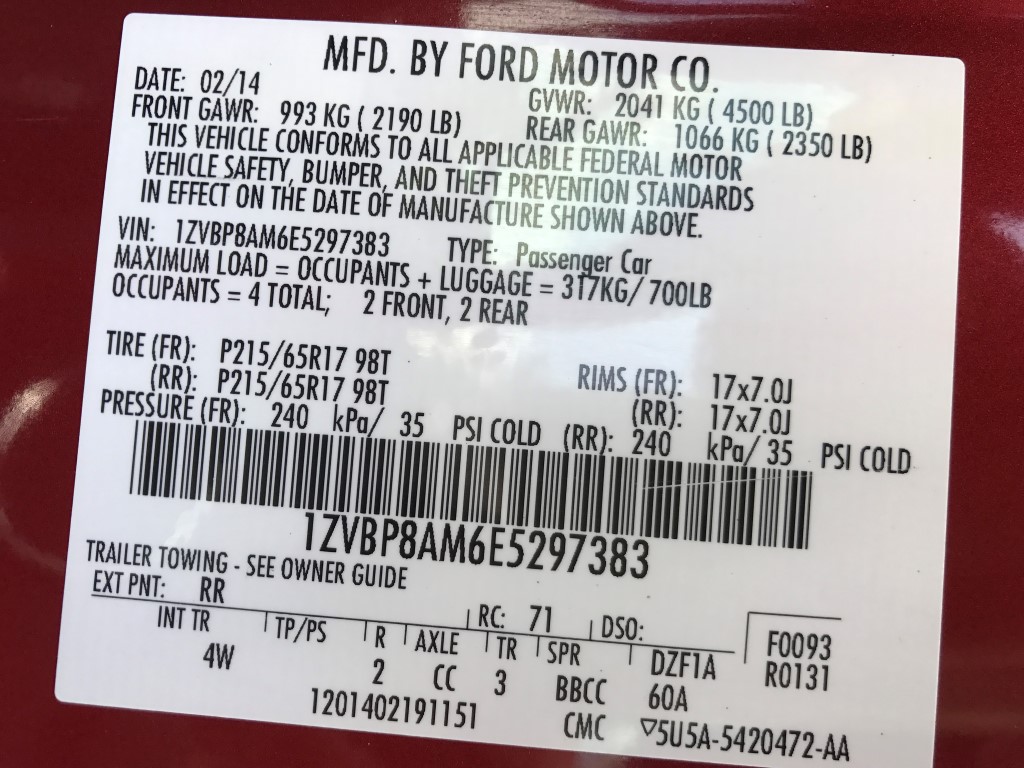 MFD. BY FORD MOTOR CO.
DATE: 02/14 GVWR: 2041 KG ( 4500 LB)
FRONT GAWR: 993 KG ( 2190 LB) REAR GAWR: 1066 KG ( 2350 LB)
THIS VEHICLE CONFORMS TO ALL APPLICABLE FEDERAL MOTOR
VEHICLE SAFETY, BUMPER, AND THEFT PREVENTION STANDARDS
IN EFFECT ON THE DATE OF MANUFACTURE SHOWN ABOVE.
VIN: 1ZVBP8AM6E5297383 TYPE: Passenger Car
MAXIMUM LOAD = OCCUPANTS + LUGGAGE = 317KG/ 700LB
OCCUPANTS = 4 TOTAL; 2 FRONT, 2 REAR
TIRE (FR): P215/65R17 98T RIMS (FR): 17x7.0J
(RR): P215/65R17 98T (RR): 17x7.0J
PRESSURE (FR): 240 kPa/ 35 PSI COLD (RR): 240 kPa/ 35 PSI COLD
1ZVBP8AM6E5297383
TRAILER TOWING - SEE OWNER GUIDE
EXT PNT: RR RC: 71 DSO: F0093
INT TR TP/PS R AXLE TR SPR DZF1A R0131
4W 2 CC 3 BBCC 60A
1201402191151 CMC ▽5U5A-5420472-AA